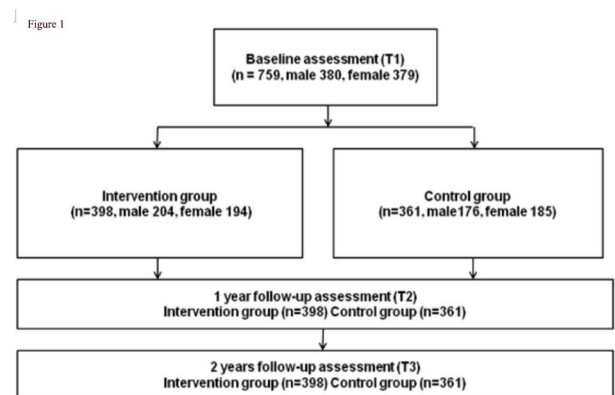 Figure 1
Baseline assessment (T1)
(n = 759, male 380, female 379)
Intervention group
(n=398, male 204, female 194)
Control group
(n=361, male176, female 185)
1 year follow-up assessment (T2)
Intervention group (n=398) Control group (n=361)
2 years follow-up assessment (T3)
Intervention group (n=398) Control group (n=361)